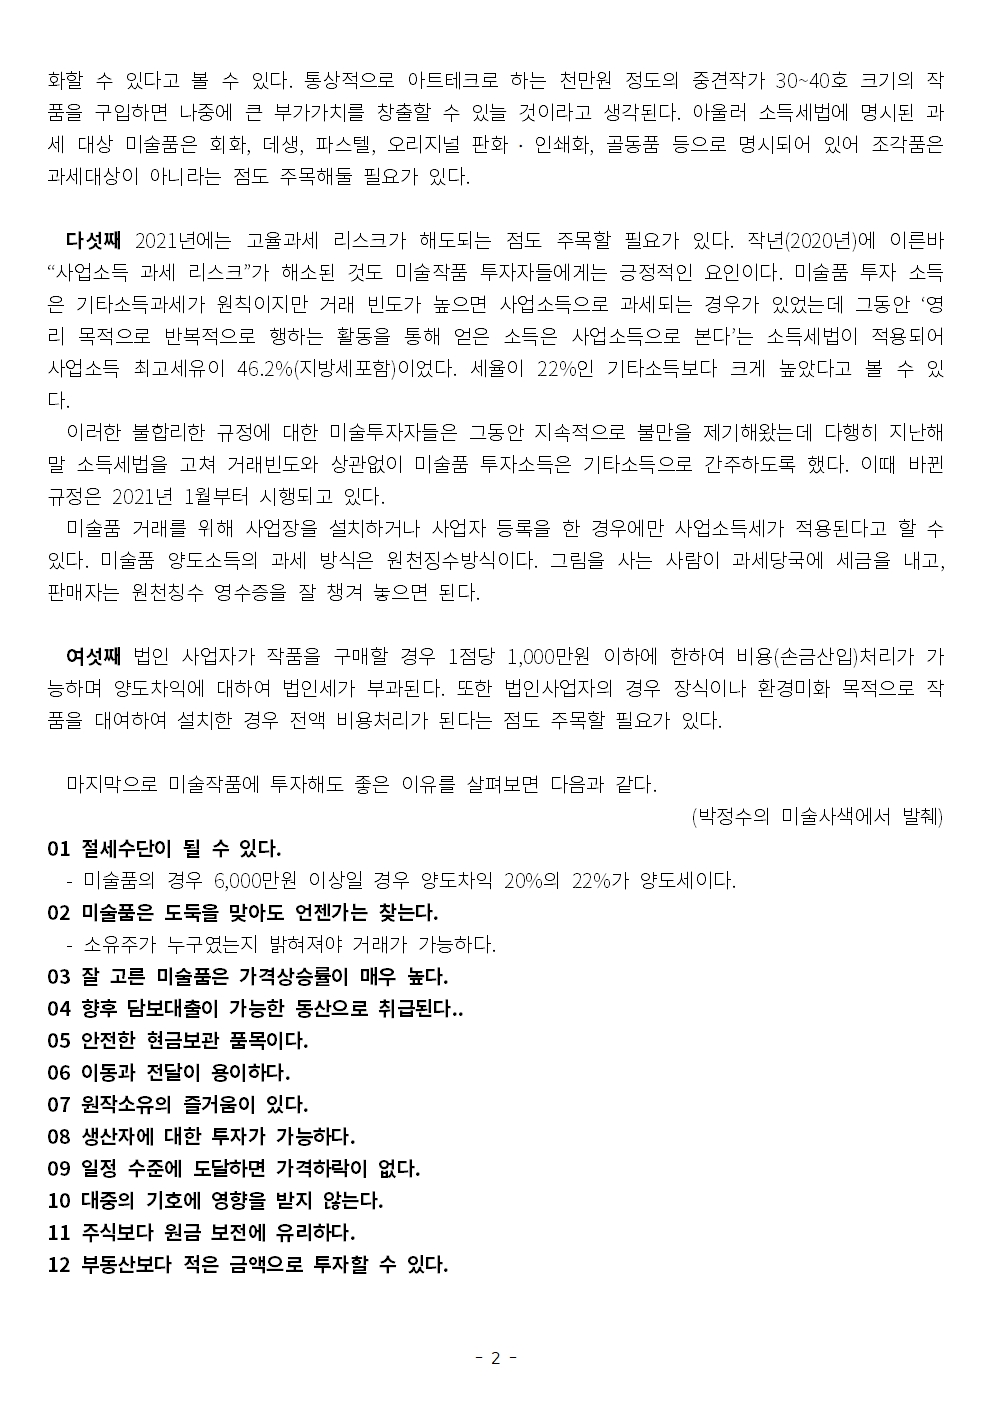 화할 수 있다고 볼 수 있다. 통상적으로 아트테크로 하는 천만원 정도의 중견작가 30~40호 크기의 작
품을 구입하면 나중에 큰 부가가치를 창출할 수 있늘 것이라고 생각된다. 아울러 소득세법에 명시된 과
세 대상 미술품은 회화, 데생, 파스텔, 오리지널 판화 · 인쇄화, 골동품 등으로 명시되어 있어 조각품은
과세대상이 아니라는 점도 주목해둘 필요가 있다.
다섯째 2021년에는 고율과세 리스크가 해도되는 점도 주목할 필요가 있다. 작년(2020년)에 이른바
“사업소득 과세 리스크”가 해소된 것도 미술작품 투자자들에게는 긍정적인 요인이다. 미술품 투자 소득
은 기타소득과세가 원칙이지만 거래 빈도가 높으면 사업소득으로 과세되는 경우가 있었는데 그동안 ‘영
리 목적으로 반복적으로 행하는 활동을 통해 얻은 소득은 사업소득으로 본다’는 소득세법이 적용되어
사업소득 최고세유이 46.2%(지방세포함)이었다. 세율이 22%인 기타소득보다 크게 높았다고 볼 수 있
다.
이러한 불합리한 규정에 대한 미술투자자들은 그동안 지속적으로 불만을 제기해왔는데 다행히 지난해
말 소득세법을 고쳐 거래빈도와 상관없이 미술품 투자소득은 기타소득으로 간주하도록 했다. 이때 바뀐
규정은 2021년 1월부터 시행되고 있다.
미술품 거래를 위해 사업장을 설치하거나 사업자 등록을 한 경우에만 사업소득세가 적용된다고 할 수
있다. 미술품 양도소득의 과세 방식은 원천징수방식이다. 그림을 사는 사람이 과세당국에 세금을 내고,
판매자는 원천칭수 영수증을 잘 챙겨 놓으면 된다.
여섯째 법인 사업자가 작품을 구매할 경우 1점당 1,000만원 이하에 한하여 비용(손금산입)처리가 가
능하며 양도차익에 대하여 법인세가 부과된다. 또한 법인사업자의 경우 장식이나 환경미화 목적으로 작
품을 대여하여 설치한 경우 전액 비용처리가 된다는 점도 주목할 필요가 있다.
마지막으로 미술작품에 투자해도 좋은 이유를 살펴보면 다음과 같다.
(박정수의 미술사색에서 발췌)
01 절세수단이 될 수 있다.
- 미술품의 경우 6,000만원 이상일 경우 양도차익 20%의 22%가 양도세이다.
02 미술품은 도둑을 맞아도 언젠가는 찾는다.
- 소유주가 누구였는지 밝혀져야 거래가 가능하다.
03 잘 고른 미술품은 가격상승률이 매우 높다.
04 향후 담보대출이 가능한 동산으로 취급된다..
05 안전한 현금보관 품목이다.
06 이동과 전달이 용이하다.
07 원작소유의 즐거움이 있다.
08 생산자에 대한 투자가 가능하다.
09 일정 수준에 도달하면 가격하락이 없다.
10 대중의 기호에 영향을 받지 않는다.
11 주식보다 원금 보전에 유리하다.
12 부동산보다 적은 금액으로 투자할 수 있다.
- 2 -